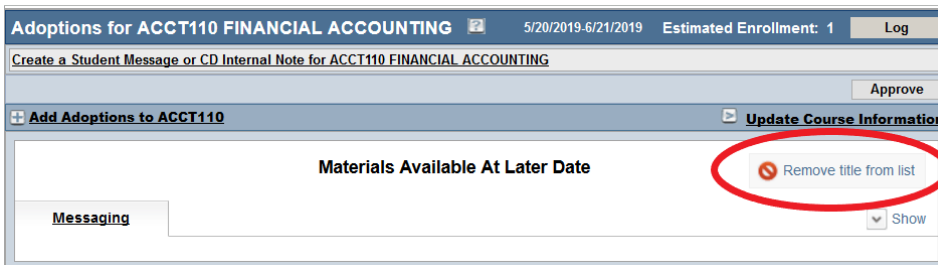 Adoptions for ACCT110 FINANCIAL ACCOUNTING ? 5/20/2019-6/21/2019 Estimated Enrollment: 1 Log
Create a Student Message or CD Internal Note for ACCT110 FINANCIAL ACCOUNTING
Approve
Add Adoptions to ACCT110 Update Course Information
Materials Available At Later Date Remove title from list
Messaging Show